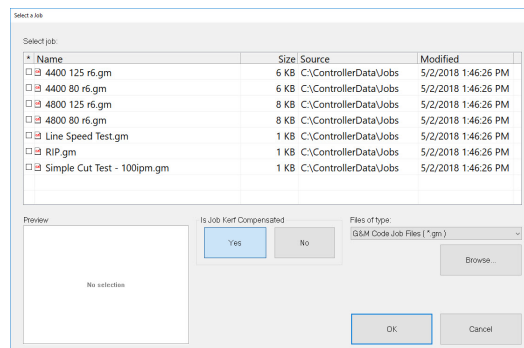 Select a Job
Select job:
* Name Size Source Modified
4400 125 r6.gm 6 KB C:\ControllerData\Jobs 5/2/2018 1:46:26 PM
4400 80 r6.gm 6 KB C:\ControllerData\Jobs 5/2/2018 1:46:26 PM
4800 125 r6.gm 8 KB C:\ControllerData\Jobs 5/2/2018 1:46:26 PM
4800 80 r6.gm 8 KB C:\ControllerData\Jobs 5/2/2018 1:46:26 PM
Line Speed Test.gm 1 KB C:\ControllerData\Jobs 5/2/2018 1:46:26 PM
RIP.gm 1 KB C:\ControllerData\Jobs 5/2/2018 1:46:26 PM
Simple Cut Test - 100ipm.gm 1 KB C:\ControllerData\Jobs 5/2/2018 1:46:26 PM
Preview Is Job Kerf Compensated Files of type:
Yes No G&M Code Job Files ( *.gm )
Browse...
No selection
OK Cancel